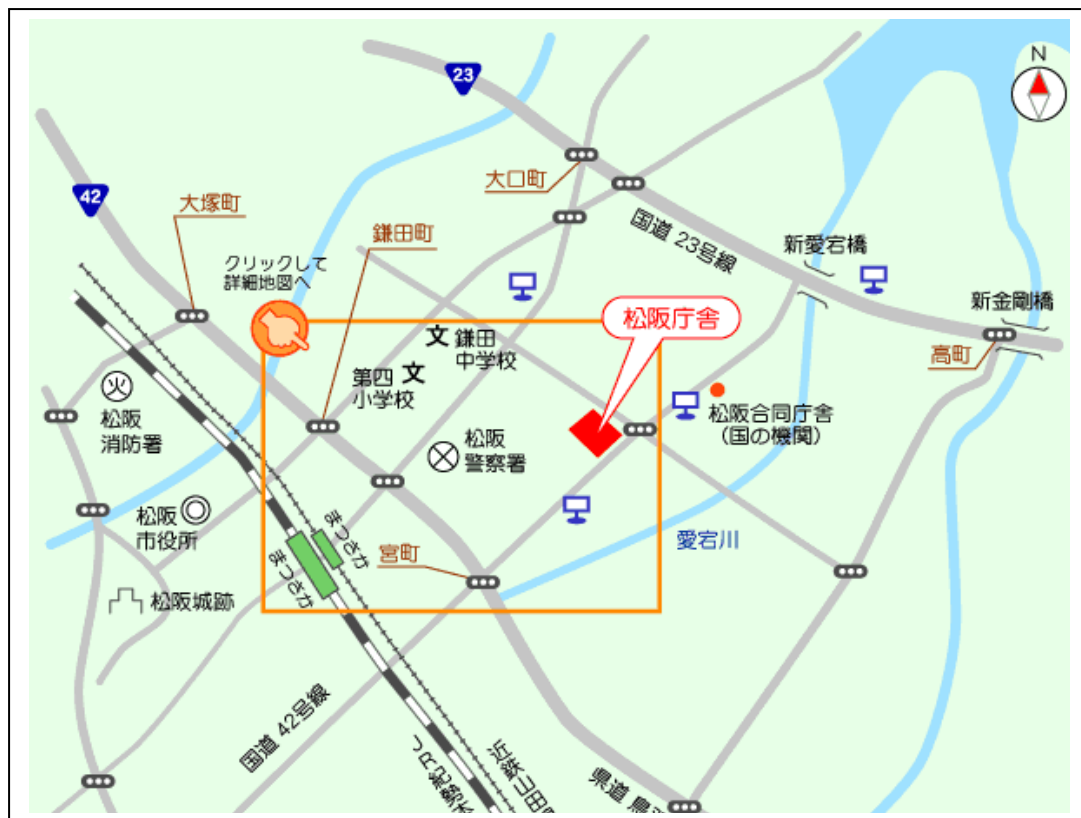 N
23
大口町
42
大塚町
鎌田町
国道 23号線
新愛宕橋
クリックして
詳細地図へ
新金剛橋
松阪庁舎
文 鎌田
中学校
高町
第四 文
小学校
火
松阪
消防署
松阪合同庁舎
(国の機関)
松阪
警察署
松阪
市役所
まつさか
まつさか
愛宕川
宮町
松阪城跡
国道 42号線
JR紀勢本
近鉄山田
県道 鳥